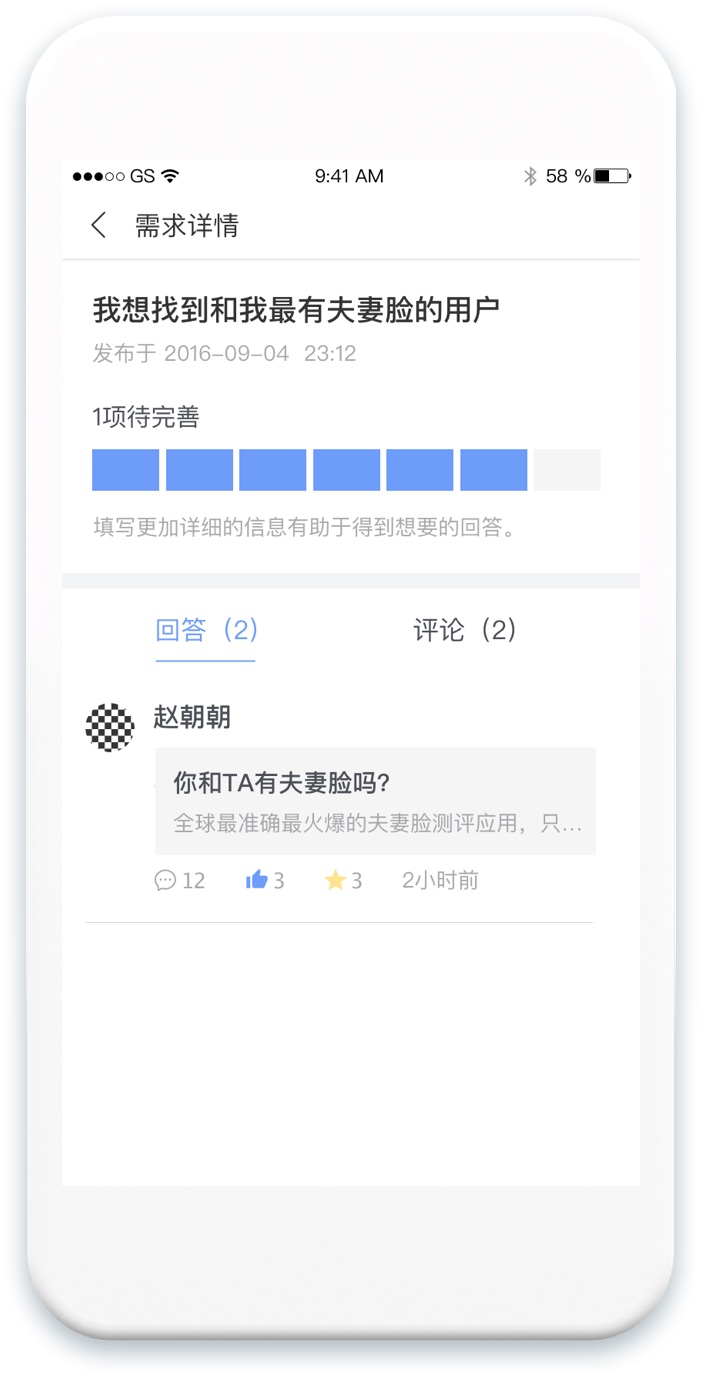 ●●●○○ GS 9:41 AM 58 %
需求详情
我想找到和我最有夫妻脸的用户
发布于 2016-09-04 23:12
1项待完善
填写更加详细的信息有助于得到想要的回答。
回答（2） 评论（2）
赵朝朝
你和TA有夫妻脸吗?
全球最准确最火爆的夫妻脸测评应用，只...
12 3 3 2小时前